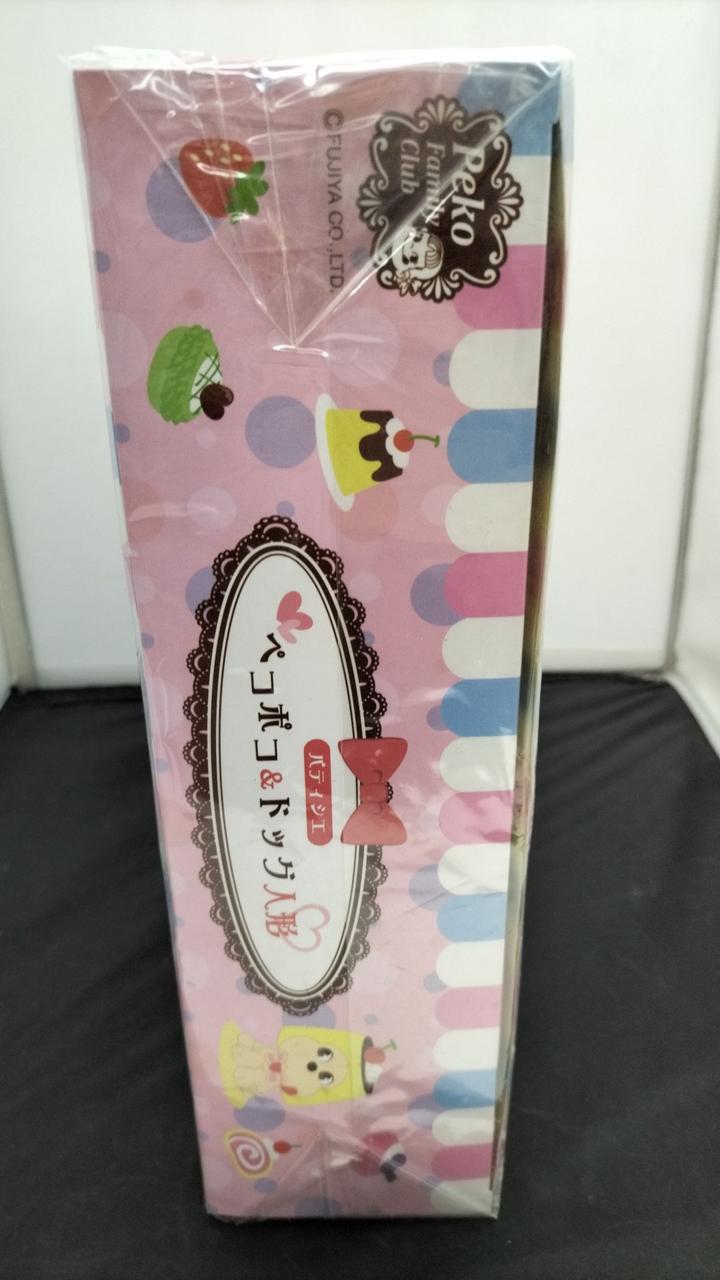 Peko
Family
Club
©FUJIYA CO.,LTD.
パティシエ
ペコポコ&ドッグ人形